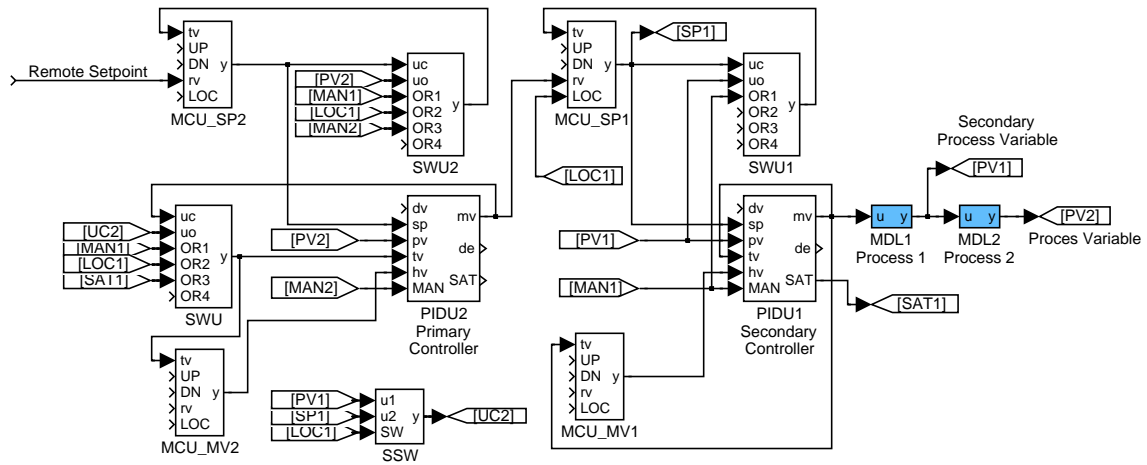 Remote Setpoint
tv
UP
DN
rv
LOC
y
MCU_SP2
[PV2]
[MAN1]
[LOC1]
[MAN2]
uc
uo
OR1
OR2
OR3
OR4
y
SWU2
tv
UP
DN
rv
LOC
y
MCU_SP1
[SP1]
[LOC1]
uc
uo
OR1
OR2
OR3
OR4
y
SWU1
Secondary
Process Variable
[PV1]
[UC2]
[MAN1]
[LOC1]
[SAT1]
uc
uo
OR1
OR2
OR3
OR4
y
SWU
[PV2]
[MAN2]
dv
sp
pv
tv
hv
MAN
mv
de
SAT
PIDU2
Primary
Controller
[PV1]
[MAN1]
dv
sp
pv
tv
hv
MAN
mv
de
SAT
PIDU1
Secondary
Controller
u y
MDL1
Process 1
u y
MDL2
Process 2
[PV2]
Proces Variable
[SAT1]
tv
UP
DN
rv
LOC
y
MCU_MV2
[PV1]
[SP1]
[LOC1]
u1
u2
SW
y
SSW
[UC2]
tv
UP
DN
rv
LOC
y
MCU_MV1